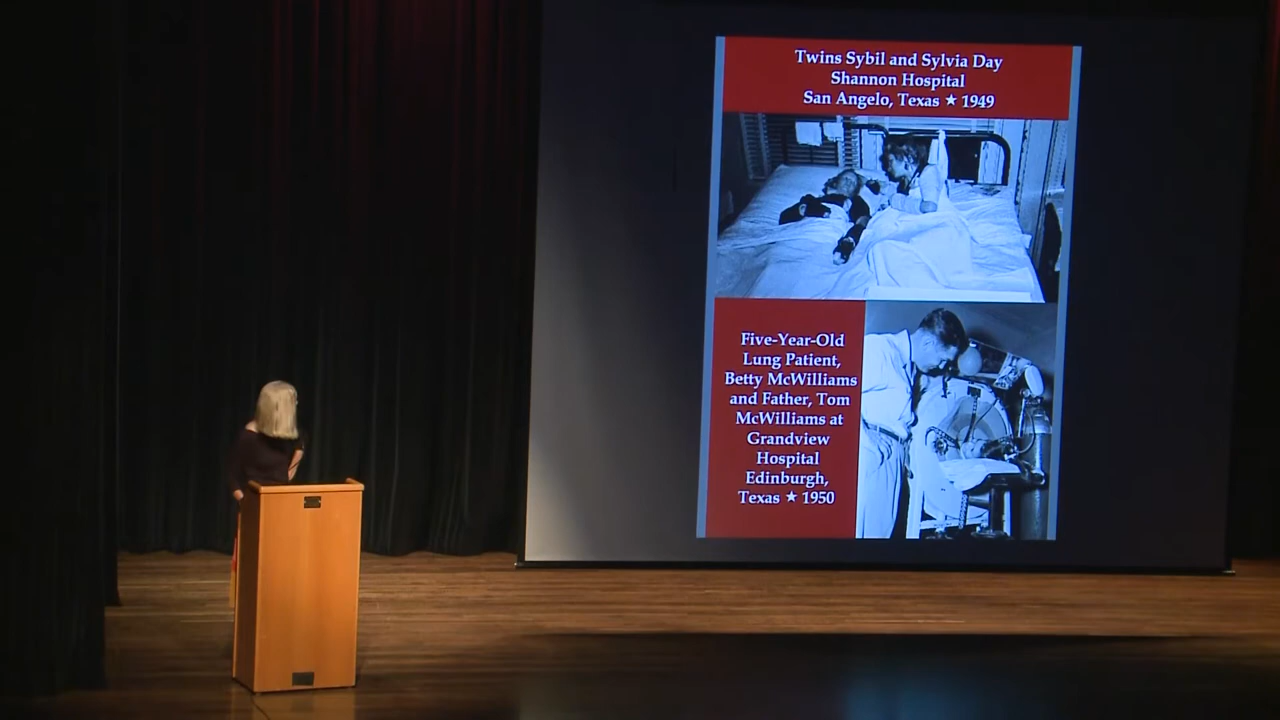 Twins Sybil and Sylvia Day
Shannon Hospital
San Angelo, Texas ★ 1949
Five-Year-Old
Lung Patient,
Betty McWilliams
and Father, Tom
McWilliams at
Grandview
Hospital
Edinburgh,
Texas ★ 1950